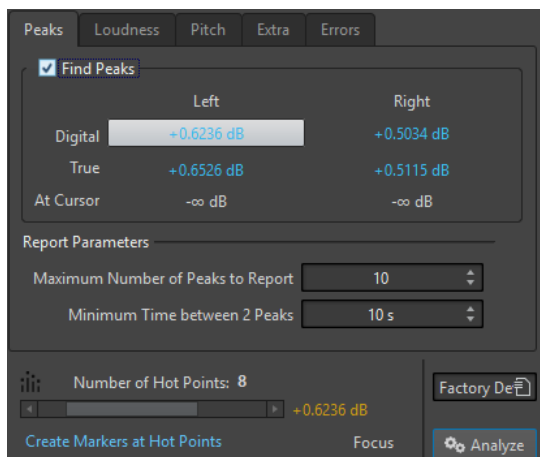 Peaks Loudness Pitch Extra Errors
Find Peaks
Left Right
Digital +0.6236 dB +0.5034 dB
True +0.6526 dB +0.5115 dB
At Cursor -∞ dB -∞ dB
Report Parameters
Maximum Number of Peaks to Report 10
Minimum Time between 2 Peaks 10 s
Number of Hot Points: 8
Factory De
+0.6236 dB
Create Markers at Hot Points Focus Analyze